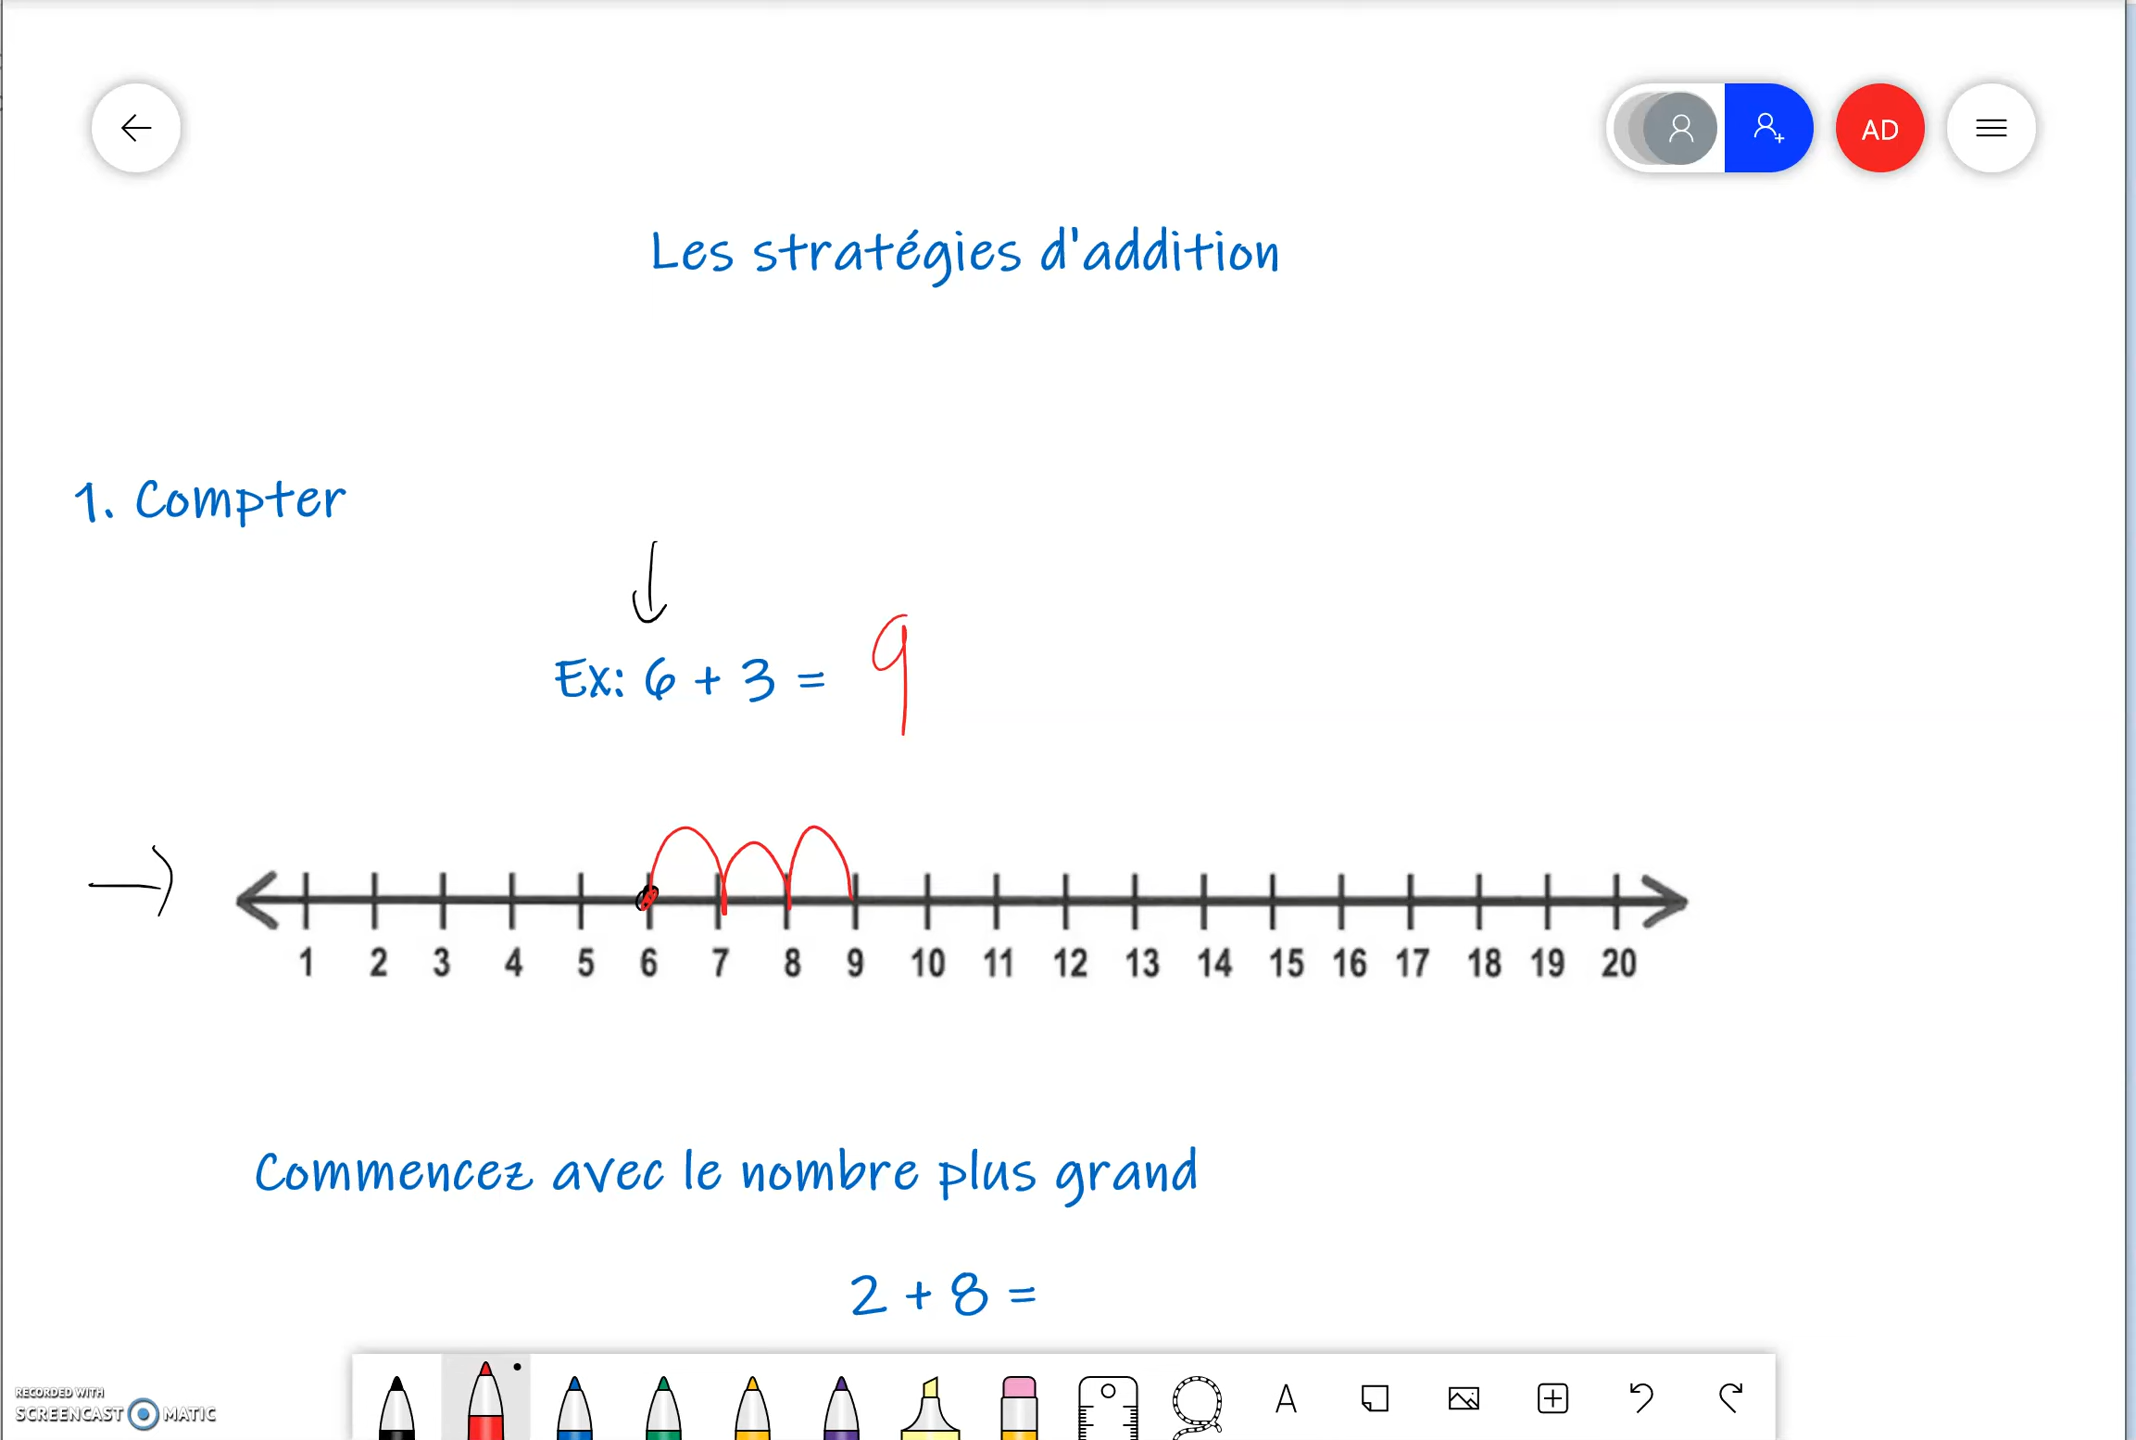 AD
Les stratégies d'addition
1. Compter
Ex: 6 + 3 = 9
1 2 3 4 5 6 7 8 9 10 11 12 13 14 15 16 17 18 19 20
Commencez avec le nombre plus grand
2 + 8 =
A
RECORDED WITH
SCREENCAST MATIC